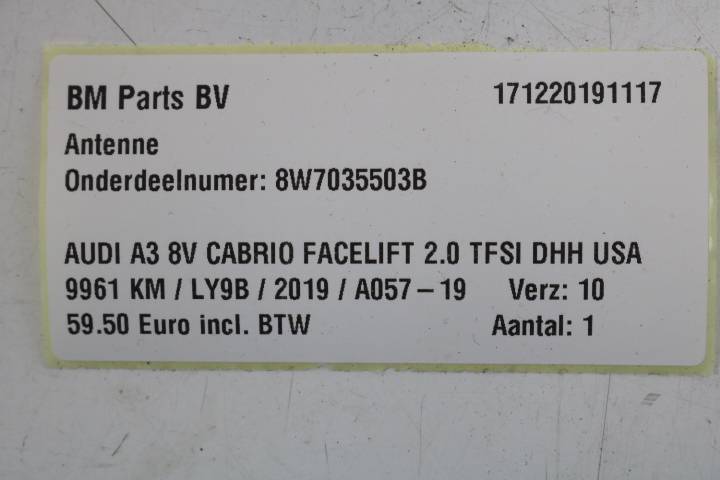 BM Parts BV 171220191117
Antenne
Onderdeelnumer: 8W7035503B
AUDI A3 8V CABRIO FACELIFT 2.0 TFSI DHH USA
9961 KM / LY9B / 2019 / A057-19 Verz: 10
59.50 Euro incl. BTW Aantal: 1